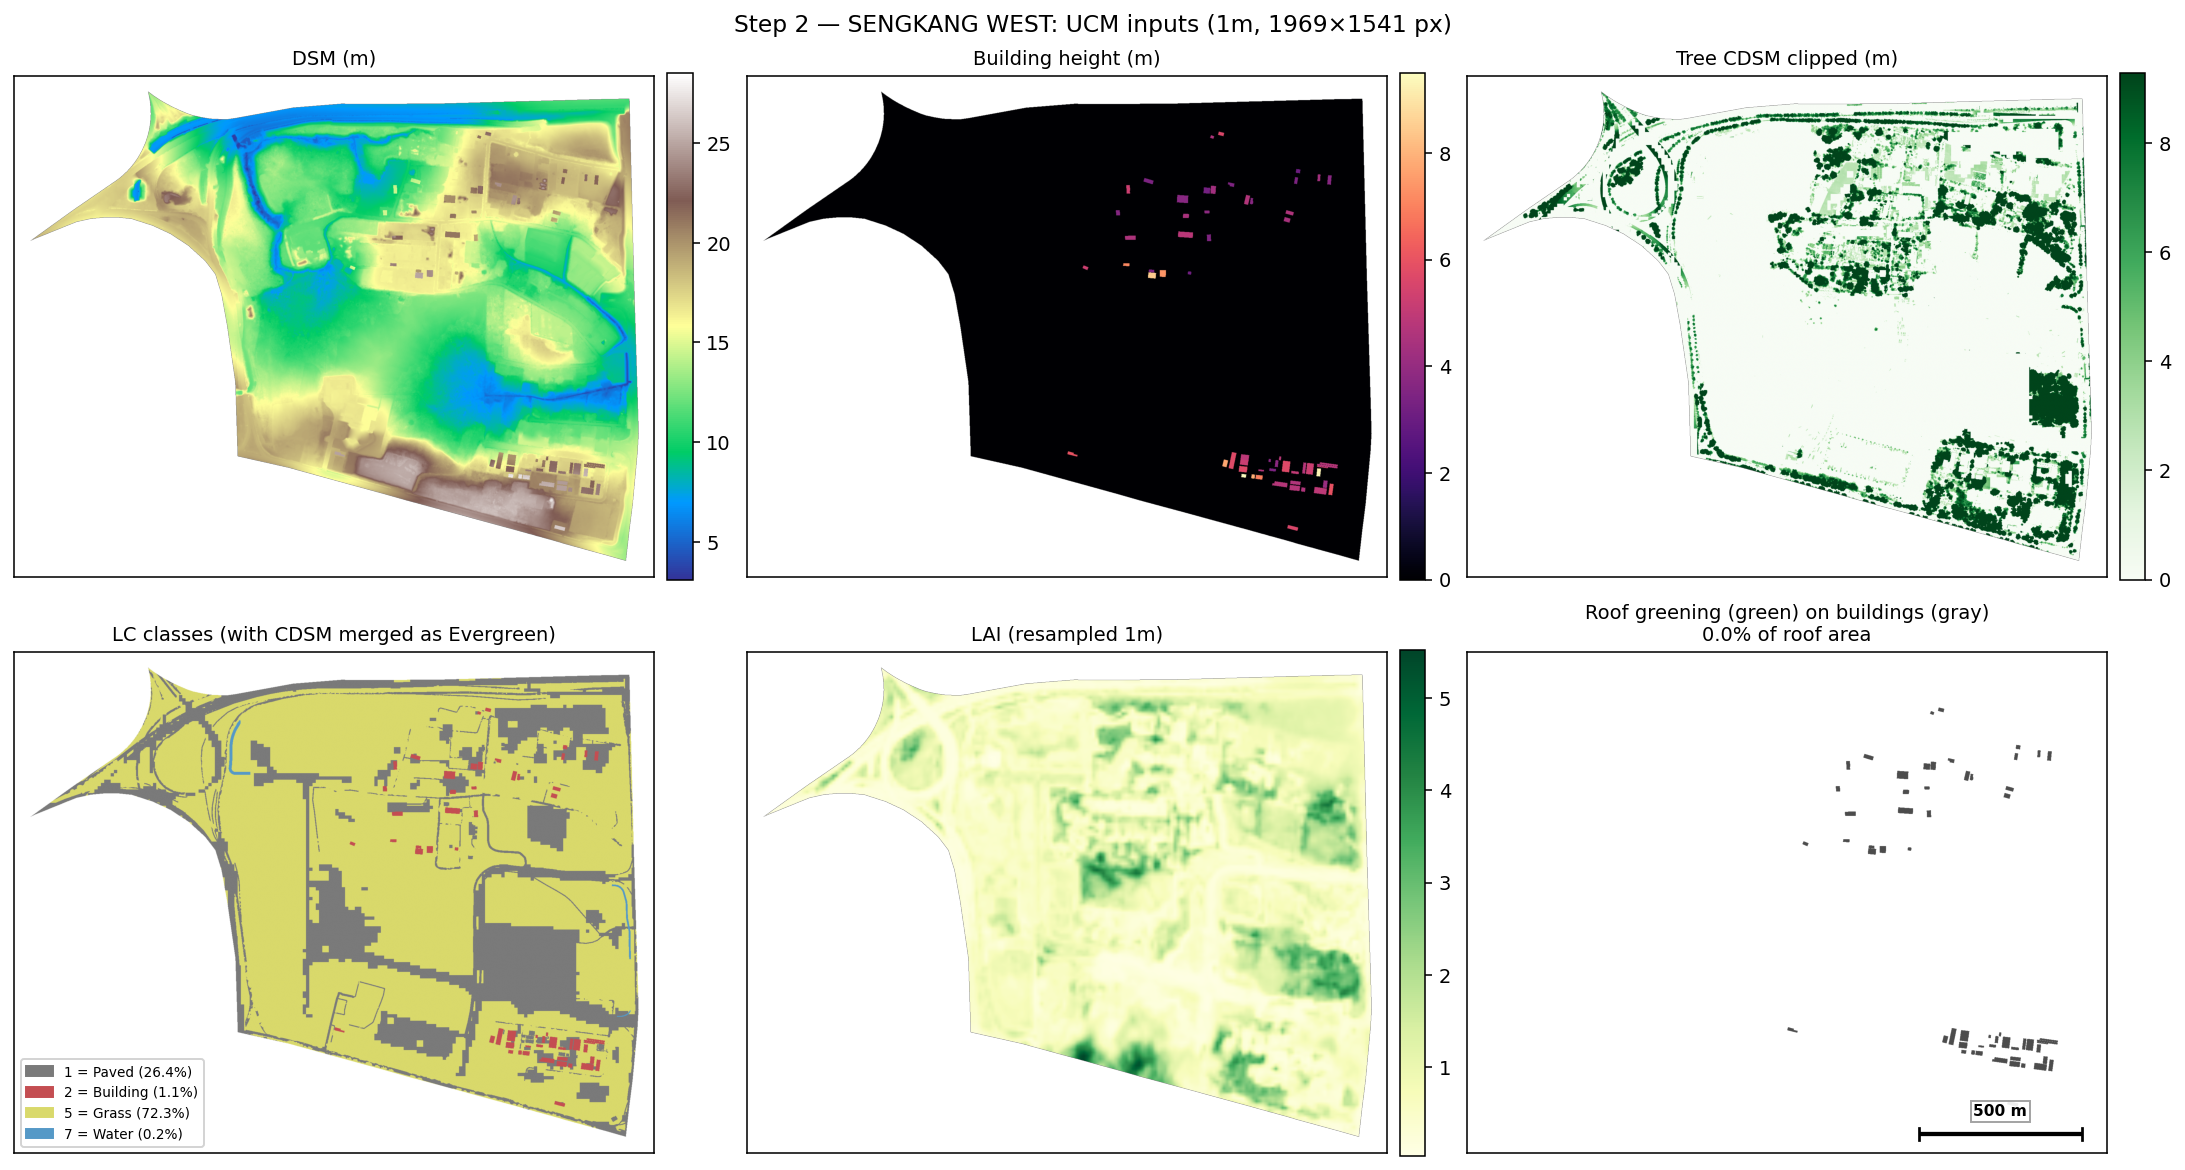 Step 2 — SENGKANG WEST: UCM inputs (1m, 1969×1541 px)
DSM (m)
25
20
15
10
5
Building height (m)
8
6
4
2
0
Tree CDSM clipped (m)
8
6
4
2
0
LC classes (with CDSM merged as Evergreen)
1 = Paved (26.4%)
2 = Building (1.1%)
5 = Grass (72.3%)
7 = Water (0.2%)
LAI (resampled 1m)
5
4
3
2
1
Roof greening (green) on buildings (gray)
0.0% of roof area
500 m